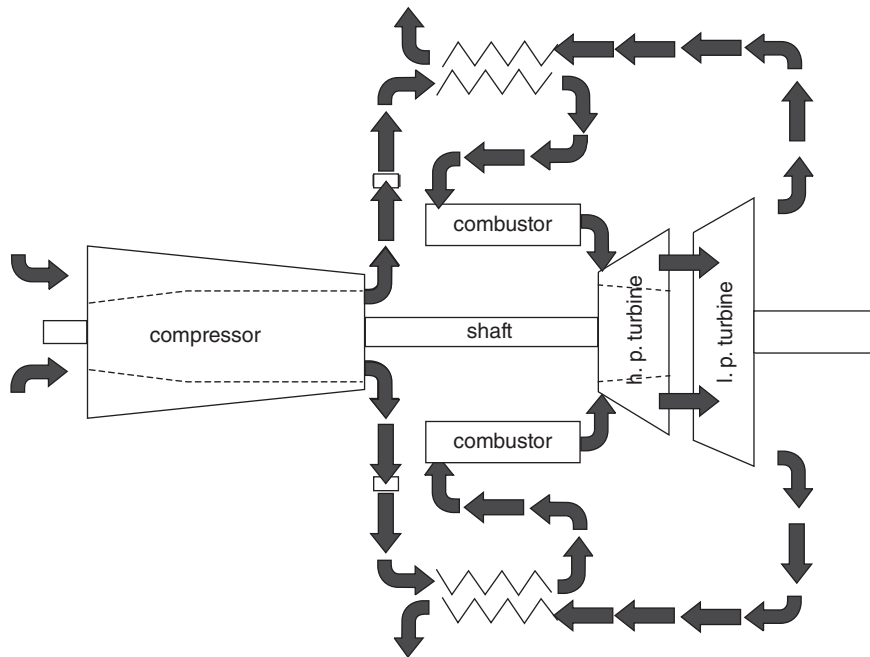 combustor
compressor
shaft
h. p. turbine
l. p. turbine
combustor